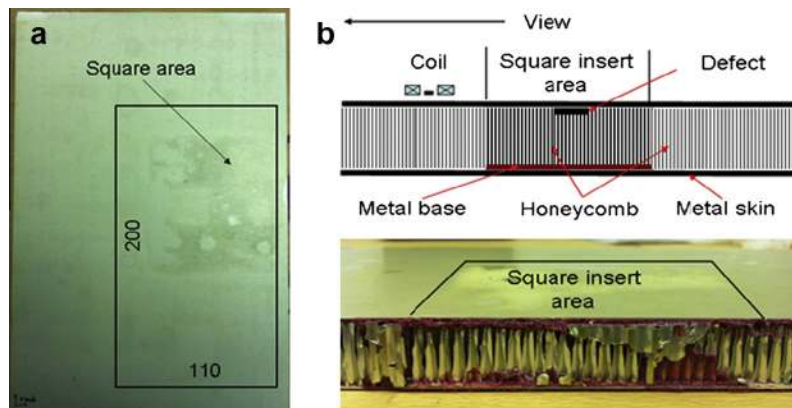 a
Square area
200
110
b
View
Coil
Square insert
area
Defect
Metal base
Honeycomb
Metal skin
Square insert
area